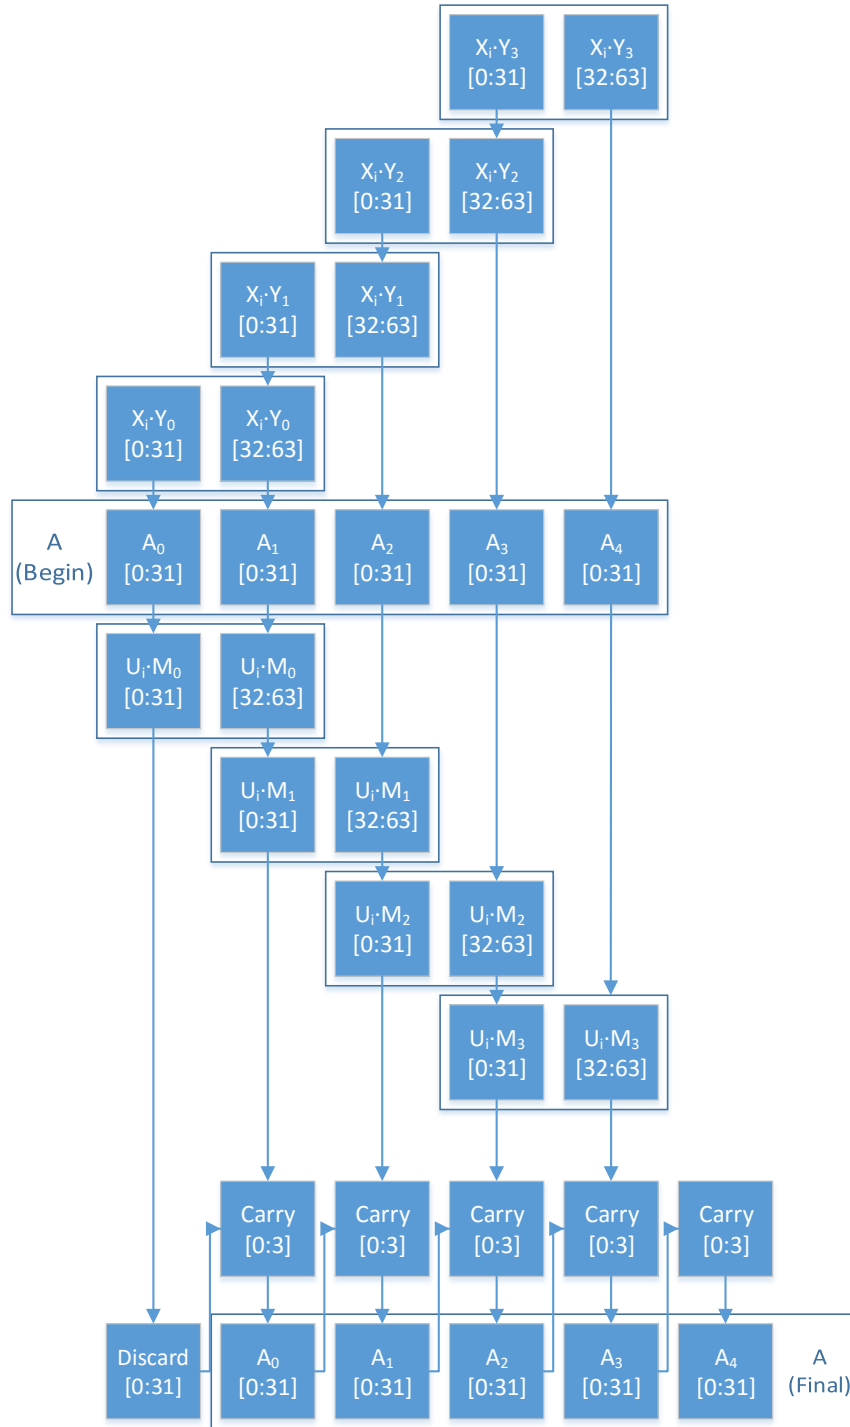 Xᵢ·Y₃ Xᵢ·Y₃
[0:31] [32:63]
Xᵢ·Y₂ Xᵢ·Y₂
[0:31] [32:63]
Xᵢ·Y₁ Xᵢ·Y₁
[0:31] [32:63]
Xᵢ·Y₀ Xᵢ·Y₀
[0:31] [32:63]
A A₀ A₁ A₂ A₃ A₄
(Begin) [0:31] [0:31] [0:31] [0:31] [0:31]
Uᵢ·M₀ Uᵢ·M₀
[0:31] [32:63]
Uᵢ·M₁ Uᵢ·M₁
[0:31] [32:63]
Uᵢ·M₂ Uᵢ·M₂
[0:31] [32:63]
Uᵢ·M₃ Uᵢ·M₃
[0:31] [32:63]
Carry Carry Carry Carry Carry
[0:3] [0:3] [0:3] [0:3] [0:3]
Discard A₀ A₁ A₂ A₃ A₄ A
[0:31] [0:31] [0:31] [0:31] [0:31] [0:31] (Final)